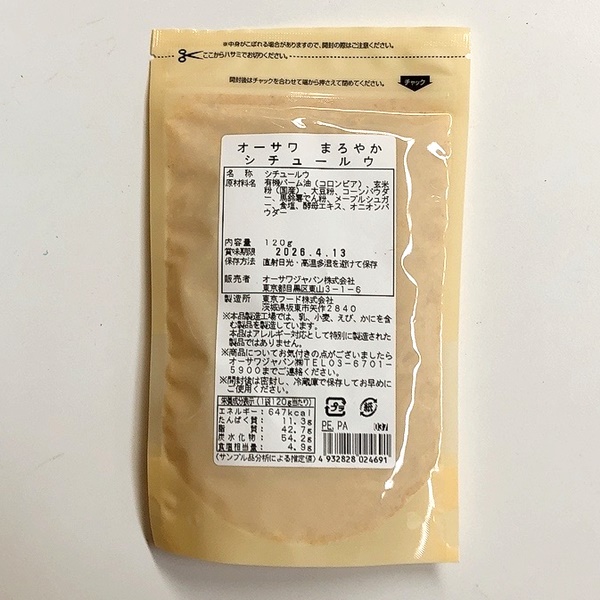 ※中身がこぼれる場合がありますので、開封の際はご注意ください。
ここからハサミでお切りください。
開封後はチャックを合わせて端から押さえて閉めてください。
チャック
オーサワ まろやか
シチュールウ
名 称 シチュールウ
原材料名 有機パーム油（コロンビア）、玄米
粉（国産）、大豆粉、コーンパウダ
ー、馬鈴薯でん粉、メープルシュガ
ー、食塩、酵母エキス、オニオンパ
ウダー
内容量 120g
賞味期限 2026.4.13
保存方法 直射日光・高温多湿を避けて保存
販売者 オーサワジャパン株式会社
東京都目黒区東山3－1－6
製造所 東京フード株式会社
茨城県坂東市矢作2840
※本品製造工場では、乳、小麦、えび、かにを含
む製品を製造しています。
本品はアレルギー対応として特別に製造された
製品ではありません。
※商品についてお気付きの点がございましたら
オーサワジャパン㈱TEL03－6701－
5900までご連絡ください。
※開封後は密封し、冷蔵庫で保存してお早めに
ご使用ください。
栄養成分表示（1袋120g当たり）
エネルギー： 647kcal
たんぱく質： 11.3g
脂 質： 42.7g
炭水化物： 54.2g
食塩相当量： 4.9g
（サンプル品分析による推定値）
プラ
紙
PE, PA
037
4 932828 024691